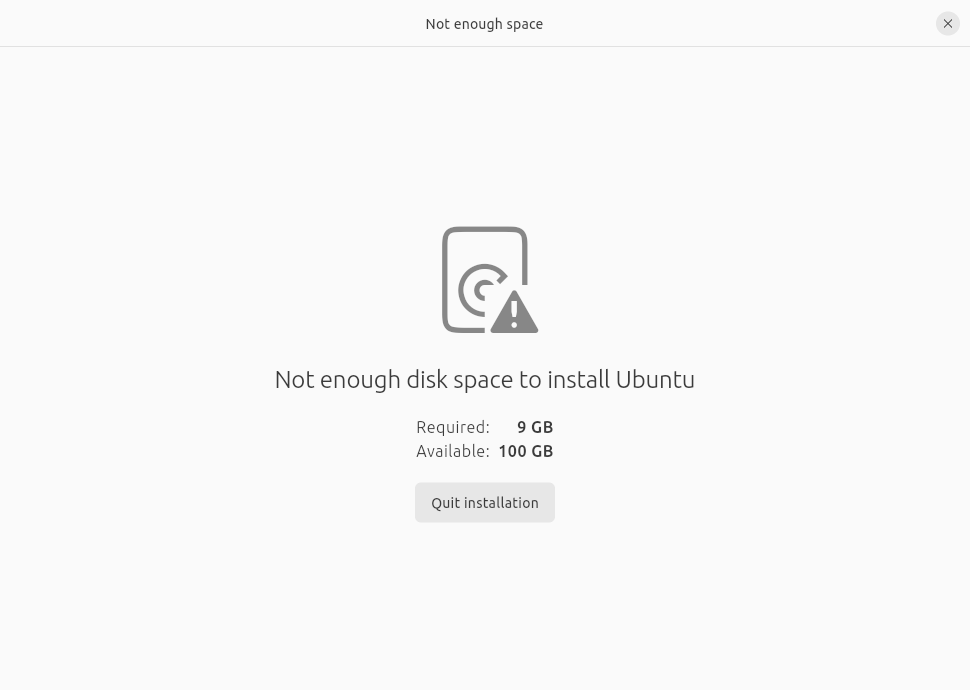 Not enough space
Not enough disk space to install Ubuntu
Required: 9 GB
Available: 100 GB
Quit installation